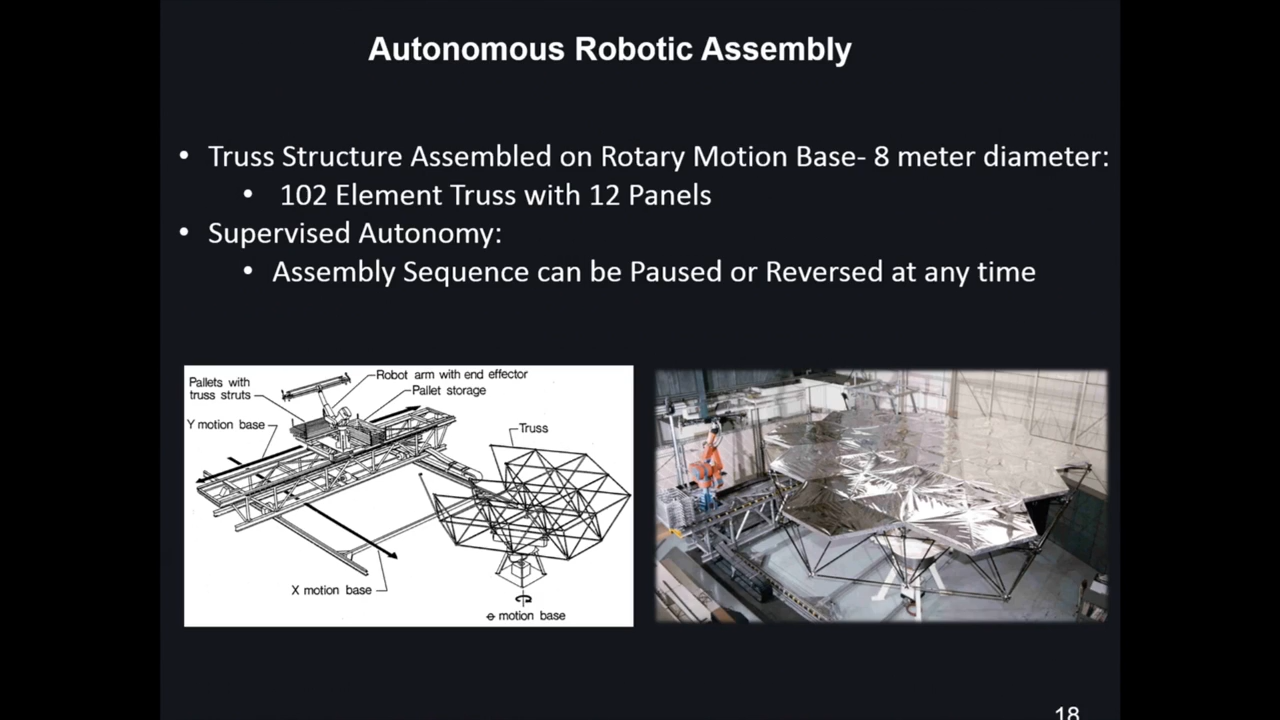 Autonomous Robotic Assembly
• Truss Structure Assembled on Rotary Motion Base- 8 meter diameter:
• 102 Element Truss with 12 Panels
• Supervised Autonomy:
• Assembly Sequence can be Paused or Reversed at any time
Pallets with
truss struts
Robot arm with end effector
Pallet storage
Y motion base
Truss
X motion base
ɵ motion base
18